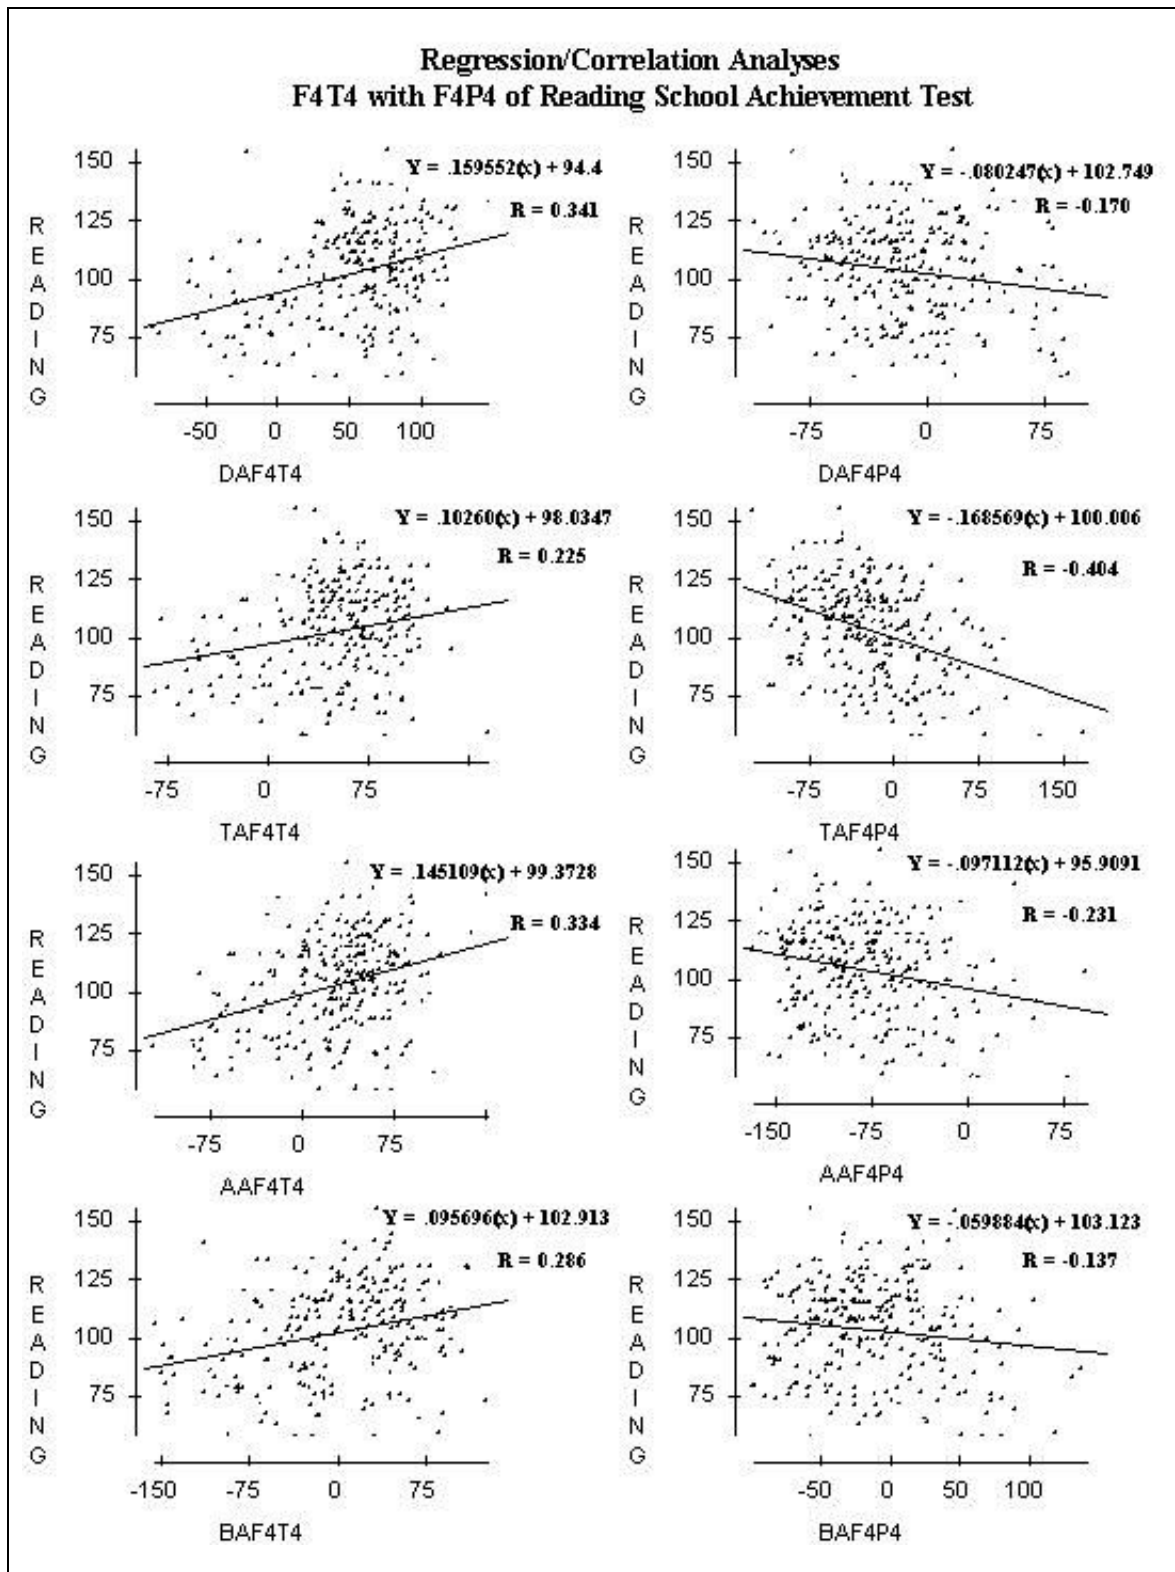 Regression/Correlation Analyses
F4T4 with F4P4 of Reading School Achievement Test
READING
150
125
100
75
Y = .159552(x) + 94.4
R = 0.341
-50 0 50 100
DAF4T4
READING
150
125
100
75
Y = -.080247(x) + 102.749
R = -0.170
-75 0 75
DAF4P4
READING
150
125
100
75
Y = .10260(x) + 98.0347
R = 0.225
-75 0 75
TAF4T4
READING
150
125
100
75
Y = -.168569(x) + 100.006
R = -0.404
-75 0 75 150
TAF4P4
READING
150
125
100
75
Y = .145109(x) + 99.3728
R = 0.334
-75 0 75
AAF4T4
READING
150
125
100
75
Y = -.097112(x) + 95.9091
R = -0.231
-150 -75 0 75
AAF4P4
READING
150
125
100
75
Y = .095696(x) + 102.913
R = 0.286
-150 -75 0 75
BAF4T4
READING
150
125
100
75
Y = -.059884(x) + 103.123
R = -0.137
-50 0 50 100
BAF4P4